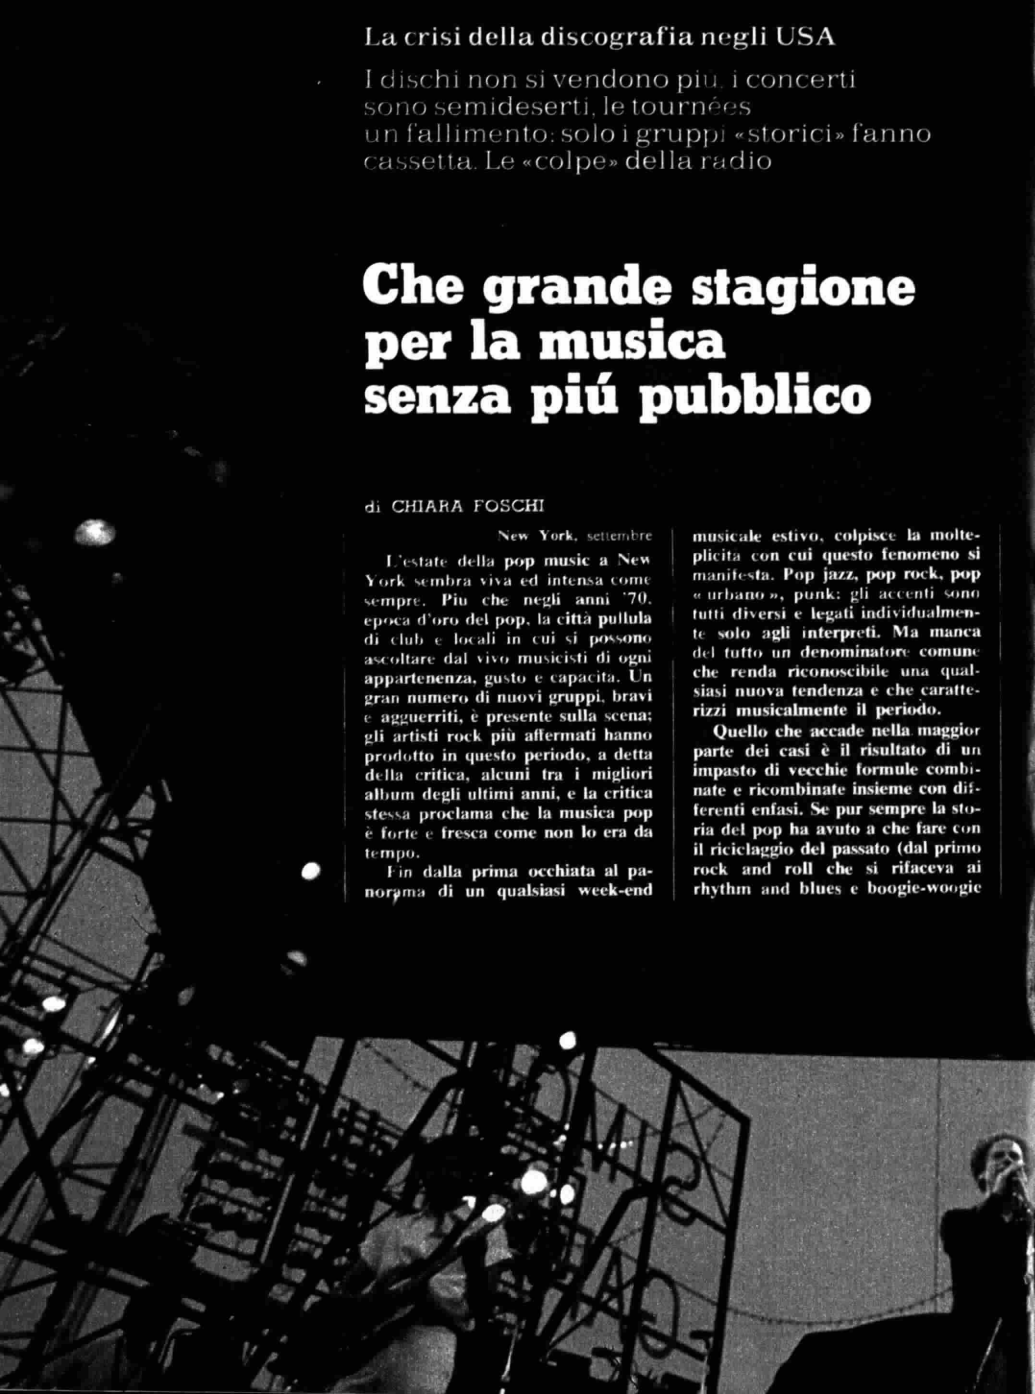 La crisi della discografia negli USA
I dischi non si vendono piu, i concerti
sono semideserti, le tournées
un fallimento: solo i gruppi «storici» fanno
cassetta. Le «colpe» della radio
Che grande stagione
per la musica
senza piú pubblico
di CHIARA FOSCHI
New York, settembre
L'estate della pop music a New
York sembra viva ed intensa come
sempre. Piu che negli anni '70,
epoca d'oro del pop, la città pullula
di club e locali in cui si possono
ascoltare dal vivo musicisti di ogni
appartenenza, gusto e capacita. Un
gran numero di nuovi gruppi, bravi
e agguerriti, è presente sulla scena;
gli artisti rock più affermati hanno
prodotto in questo periodo, a detta
della critica, alcuni tra i migliori
album degli ultimi anni, e la critica
stessa proclama che la musica pop
è forte e fresca come non lo era da
tempo.
Fin dalla prima occhiata al pa-
norama di un qualsiasi week-end
musicale estivo, colpisce la molte-
plicità con cui questo fenomeno si
manifesta. Pop jazz, pop rock, pop
« urbano », punk: gli accenti sono
tutti diversi e legati individualmen-
te solo agli interpreti. Ma manca
del tutto un denominatore comune
che renda riconoscibile una qual-
siasi nuova tendenza e che caratte-
rizzi musicalmente il periodo.
Quello che accade nella maggior
parte dei casi è il risultato di un
impasto di vecchie formule combi-
nate e ricombinate insieme con dif-
ferenti enfasi. Se pur sempre la sto-
ria del pop ha avuto a che fare con
il riciclaggio del passato (dal primo
rock and roll che si rifaceva ai
rhythm and blues e boogie-woogie